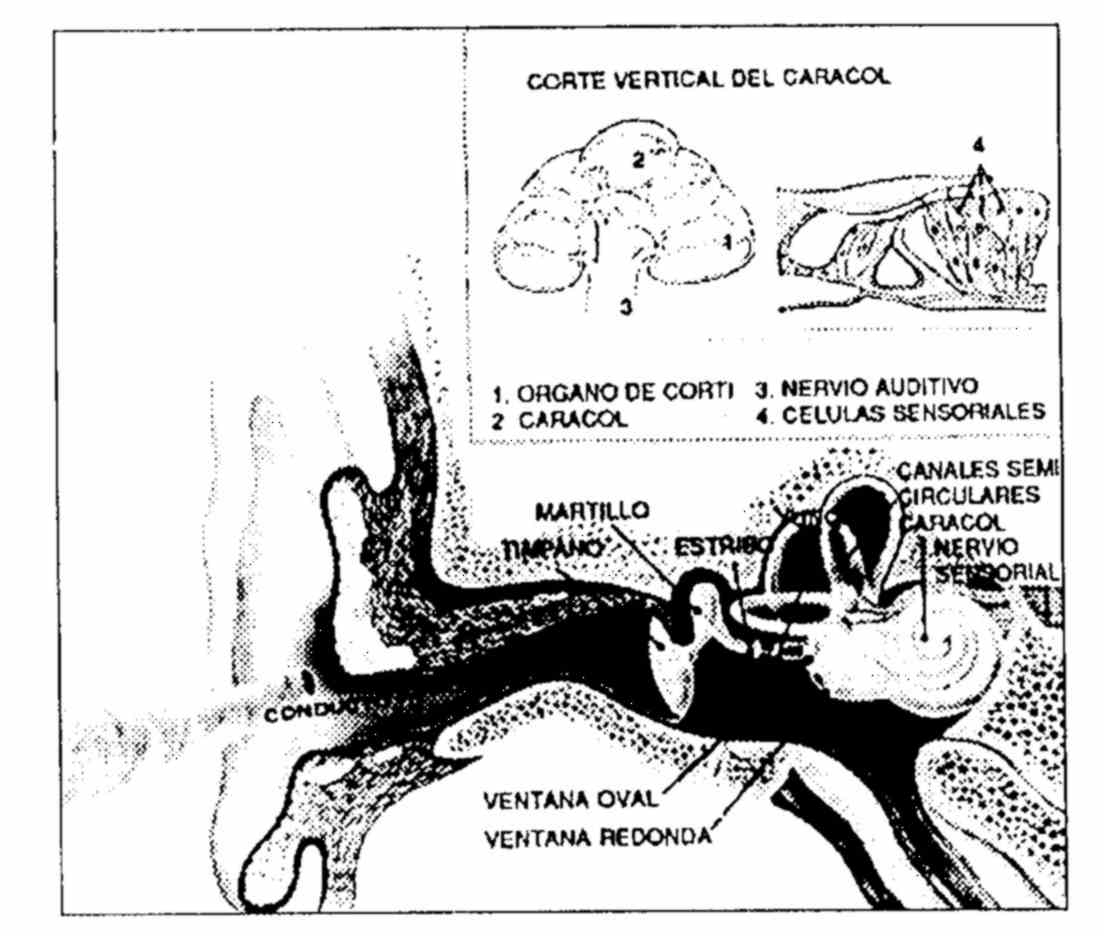 CORTE VERTICAL DEL CARACOL
2
1
3
4
1. ORGANO DE CORTI 3. NERVIO AUDITIVO
2 CARACOL 4. CELULAS SENSORIALES
CANALES SEMI
CIRCULARES
CARACOL
NERVIO
SENSORIAL
MARTILLO
TIMPANO ESTRIBO
VENTANA OVAL
VENTANA REDONDA